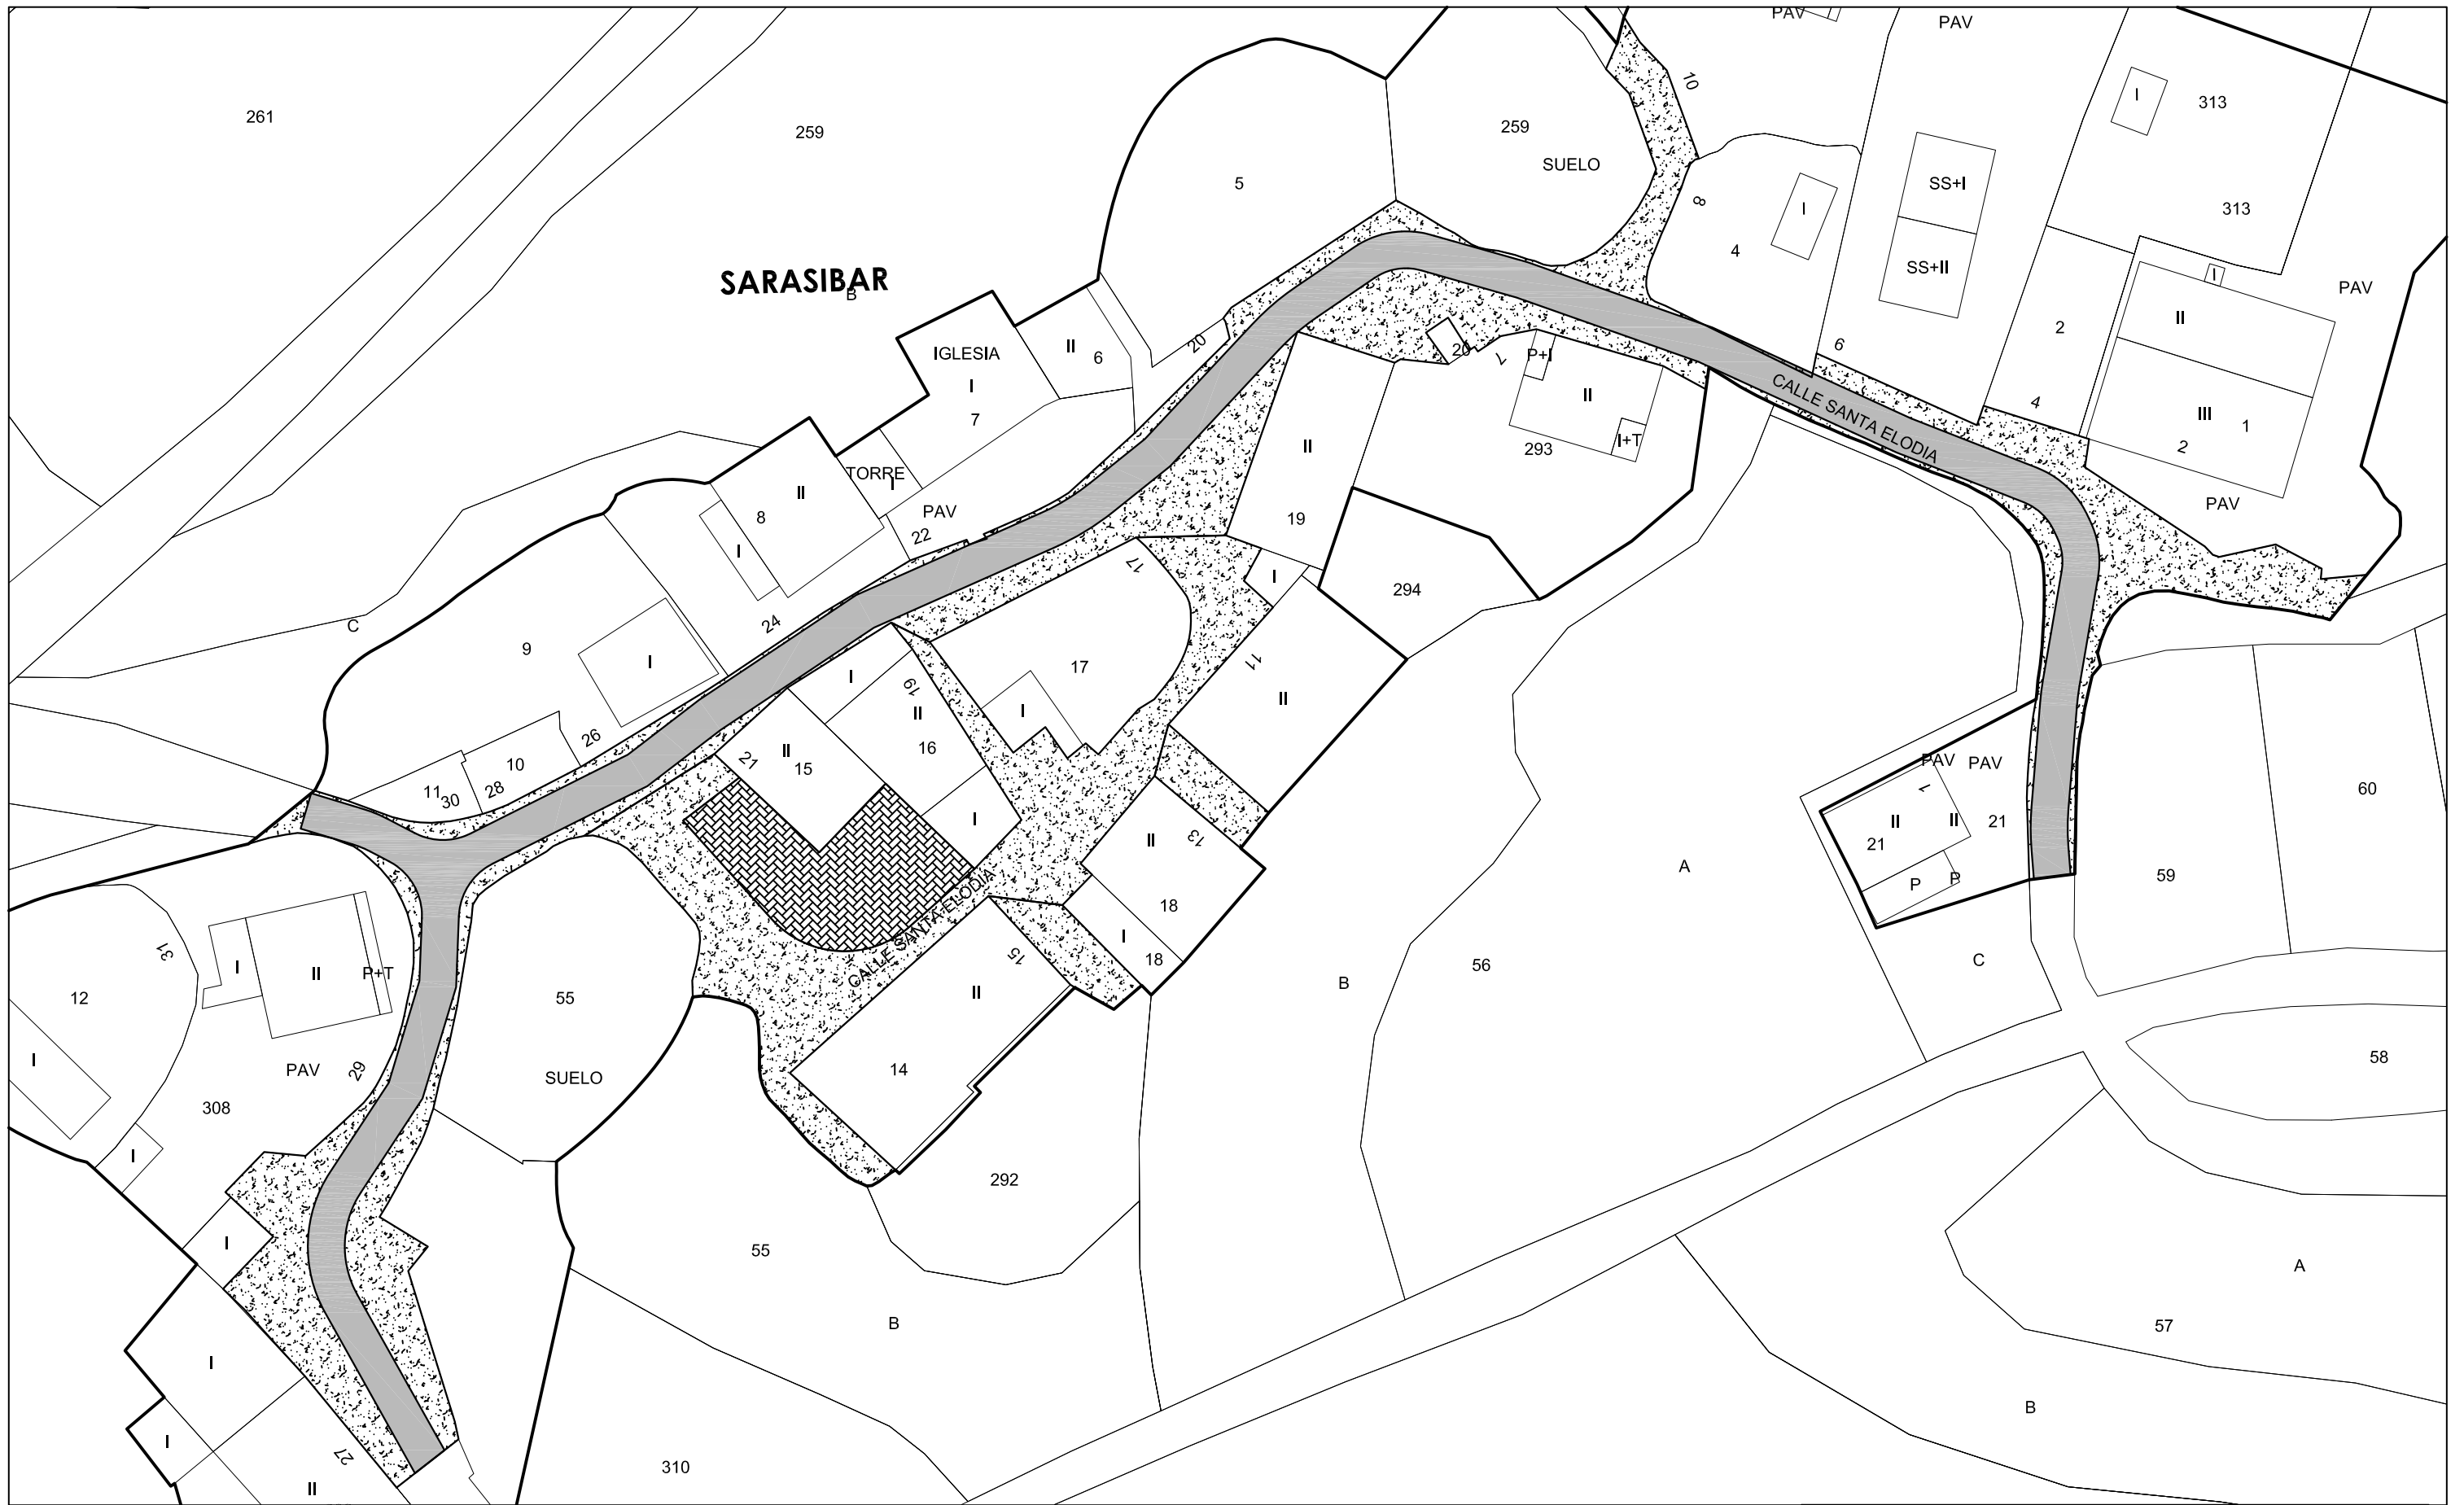 PAV
PAV
10
I
313
261
259
259
SUELO
5
SS+I
8
I
313
4
SARASIBAR
B
SS+II
I
PAV
II
2
IGLESIA
II
6
20
20
7
P+I
6
I
7
II
CALLE SANTA ELODIA
4
III
1
2
II
I+T
293
TORRE
I
II
8
PAV
22
19
PAV
I
17
I
294
C
24
9
I
17
11
I
19
II
II
I
16
26
II
15
21
10
28
11
30
PAV
PAV
1
60
I
II
13
II
II
21
21
A
59
CALLE SANTA ELODIA
P
P
18
31
I
II
P+T
I
15
18
56
C
12
55
II
B
I
PAV
29
14
58
SUELO
308
I
292
I
55
A
B
57
I
B
I
27
310
II